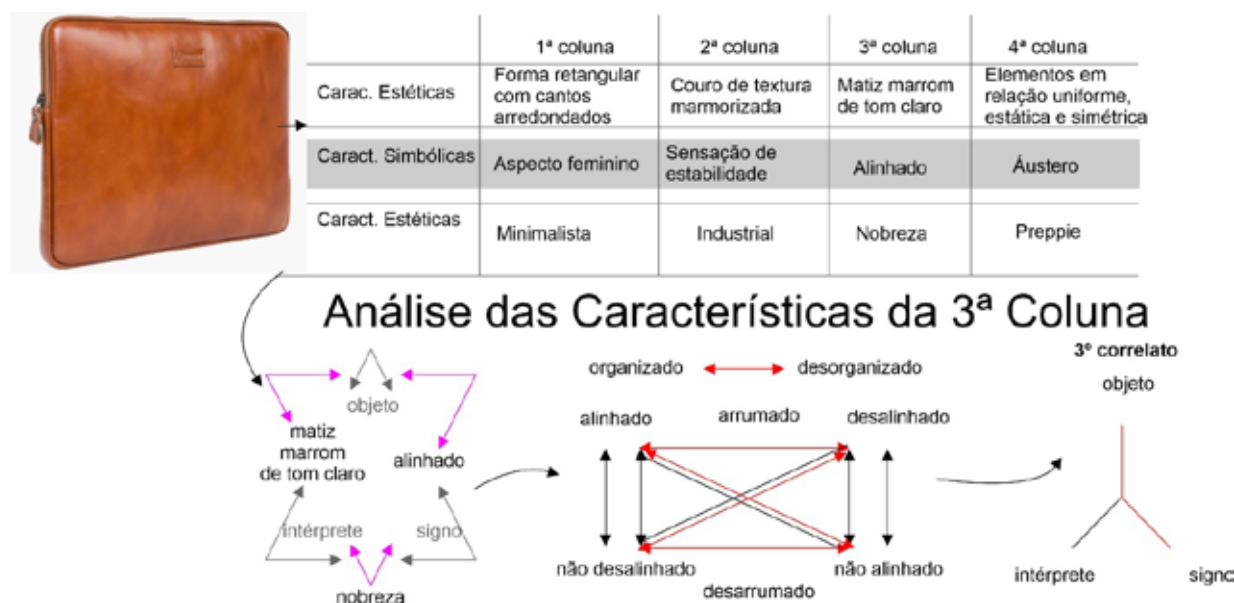 1ª coluna 2ª coluna 3ª coluna 4ª coluna
Carac. Estéticas
Forma retangular
com cantos
arredondados
Couro de textura
marmorizada
Matiz marrom
de tom claro
Elementos em
relação uniforme,
estática e simétrica
Caract. Simbólicas
Aspecto feminino
Sensação de
estabilidade
Alinhado
Áustero
Caract. Estéticas
Minimalista
Industrial
Nobreza
Preppie
Análise das Características da 3ª Coluna
objeto
matiz
marrom
de tom claro
alinhado
intérprete
signo
nobreza
organizado
desorganizado
alinhado
arrumado
desalinhado
não desalinhado
não alinhado
desarrumado
3º correlato
objeto
intérprete
signo